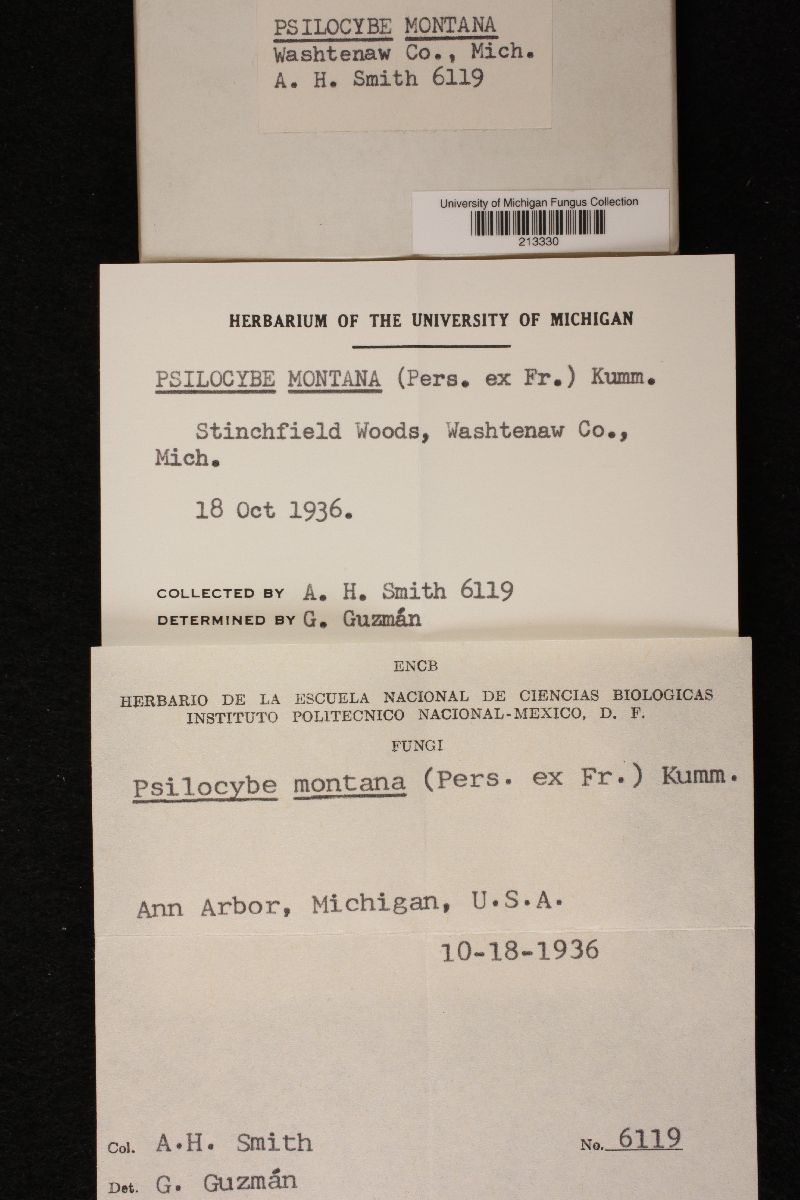 PSILOCYBE MONTANA
Washtenaw Co., Mich.
A. H. Smith 6119
University of Michigan Fungus Collection
213330
HERBARIUM OF THE UNIVERSITY OF MICHIGAN
PSILOCYBE MONTANA (Pers. ex Fr.) Kumm.
Stinchfield Woods, Washtenaw Co.,
Mich.
18 Oct 1936.
COLLECTED BY A. H. Smith 6119
DETERMINED BY G. Guzmán
ENCB
HERBARIO DE LA ESCUELA NACIONAL DE CIENCIAS BIOLOGICAS
INSTITUTO POLITECNICO NACIONAL-MEXICO, D. F.
FUNGI
Psilocybe montana (Pers. ex Fr.) Kumm.
Ann Arbor, Michigan, U.S.A.
10-18-1936
Col. A.H. Smith No. 6119
Det. G. Guzmán